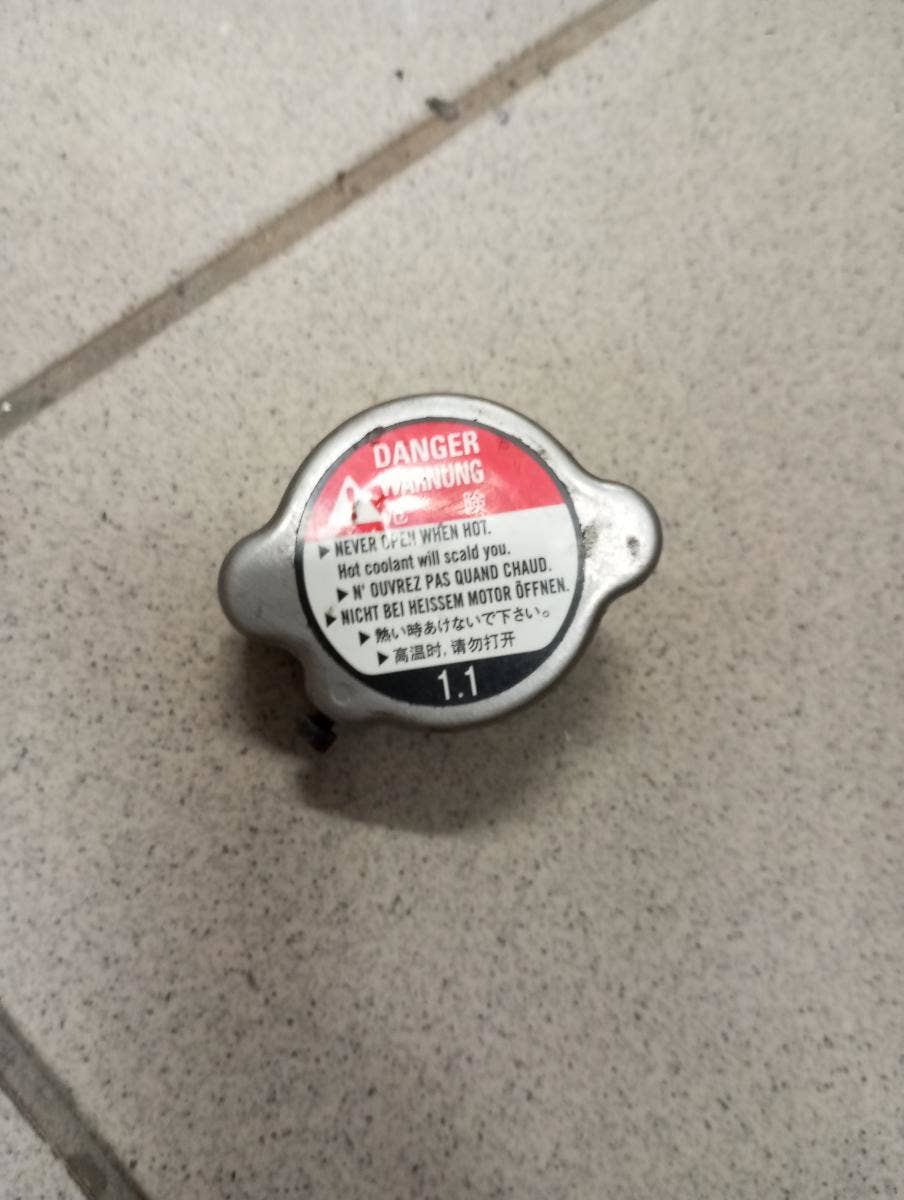 DANGER
WARNUNG
危 険
▶ NEVER OPEN WHEN HOT.
Hot coolant will scald you.
▶ N' OUVREZ PAS QUAND CHAUD.
▶ NICHT BEI HEISSEM MOTOR ÖFFNEN.
▶ 熱い時あけないで下さい。
▶ 高温时,请勿打开
1.1